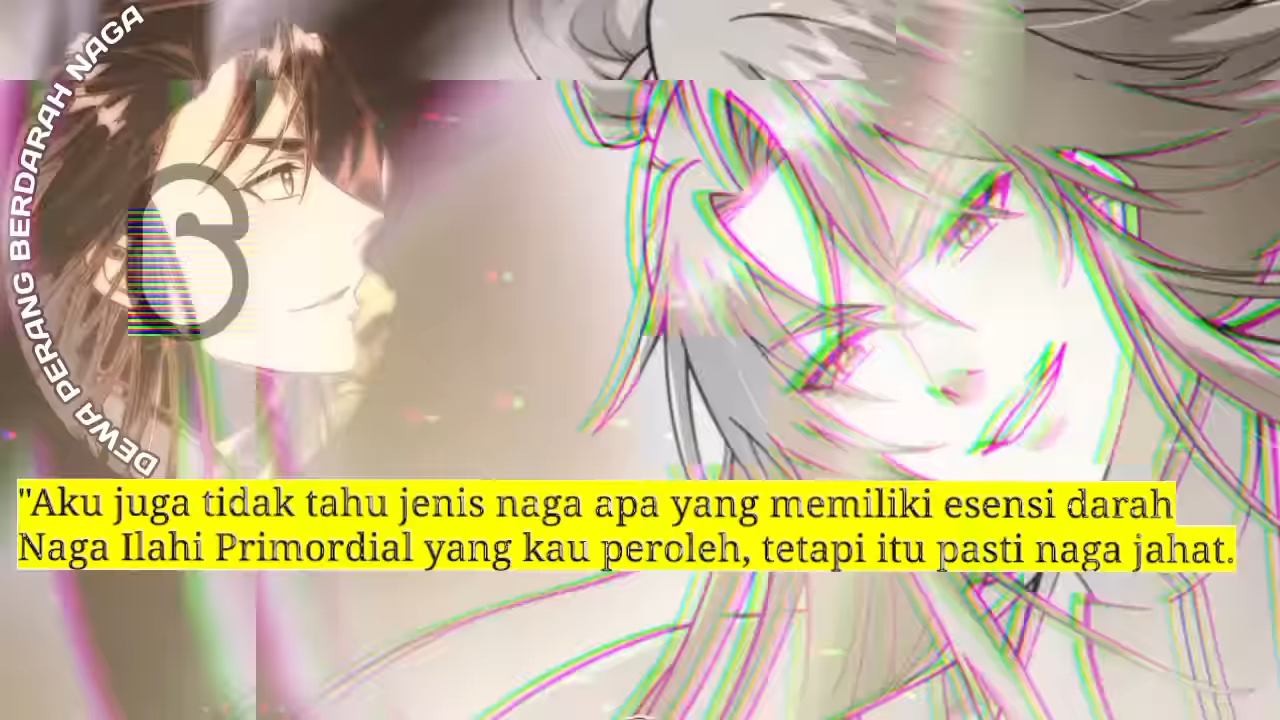 DEWA PERANG BERDARAH NAGA
"Aku juga tidak tahu jenis naga apa yang memiliki esensi darah
Naga Ilahi Primordial yang kau peroleh, tetapi itu pasti naga jahat.